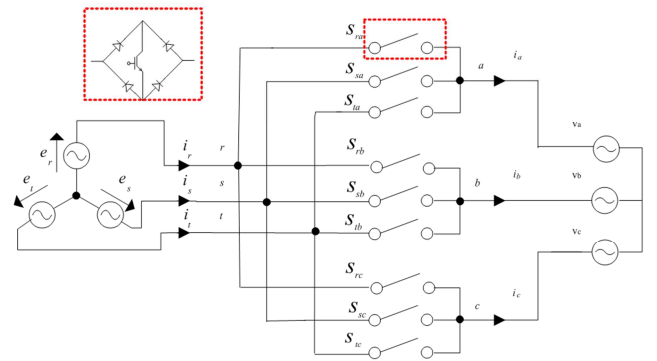 S_ra
S_sa
S_ta
a
i_a
va
e_r
e_t
e_s
i_r r
i_s s
i_t t
S_rb
S_sb
S_tb
b
i_b
vb
S_rc
S_sc
S_tc
c
i_c
vc